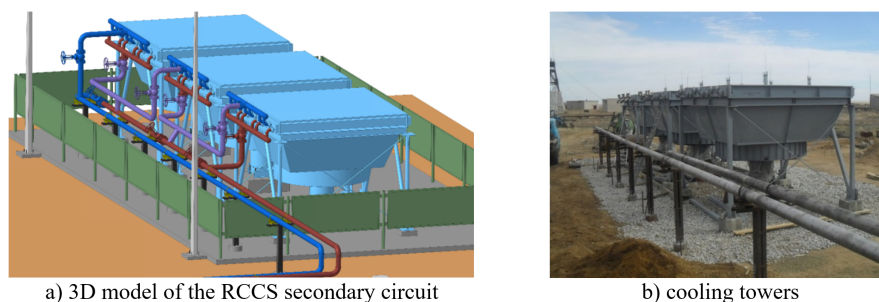 a) 3D model of the RCCS secondary circuit
b) cooling towers